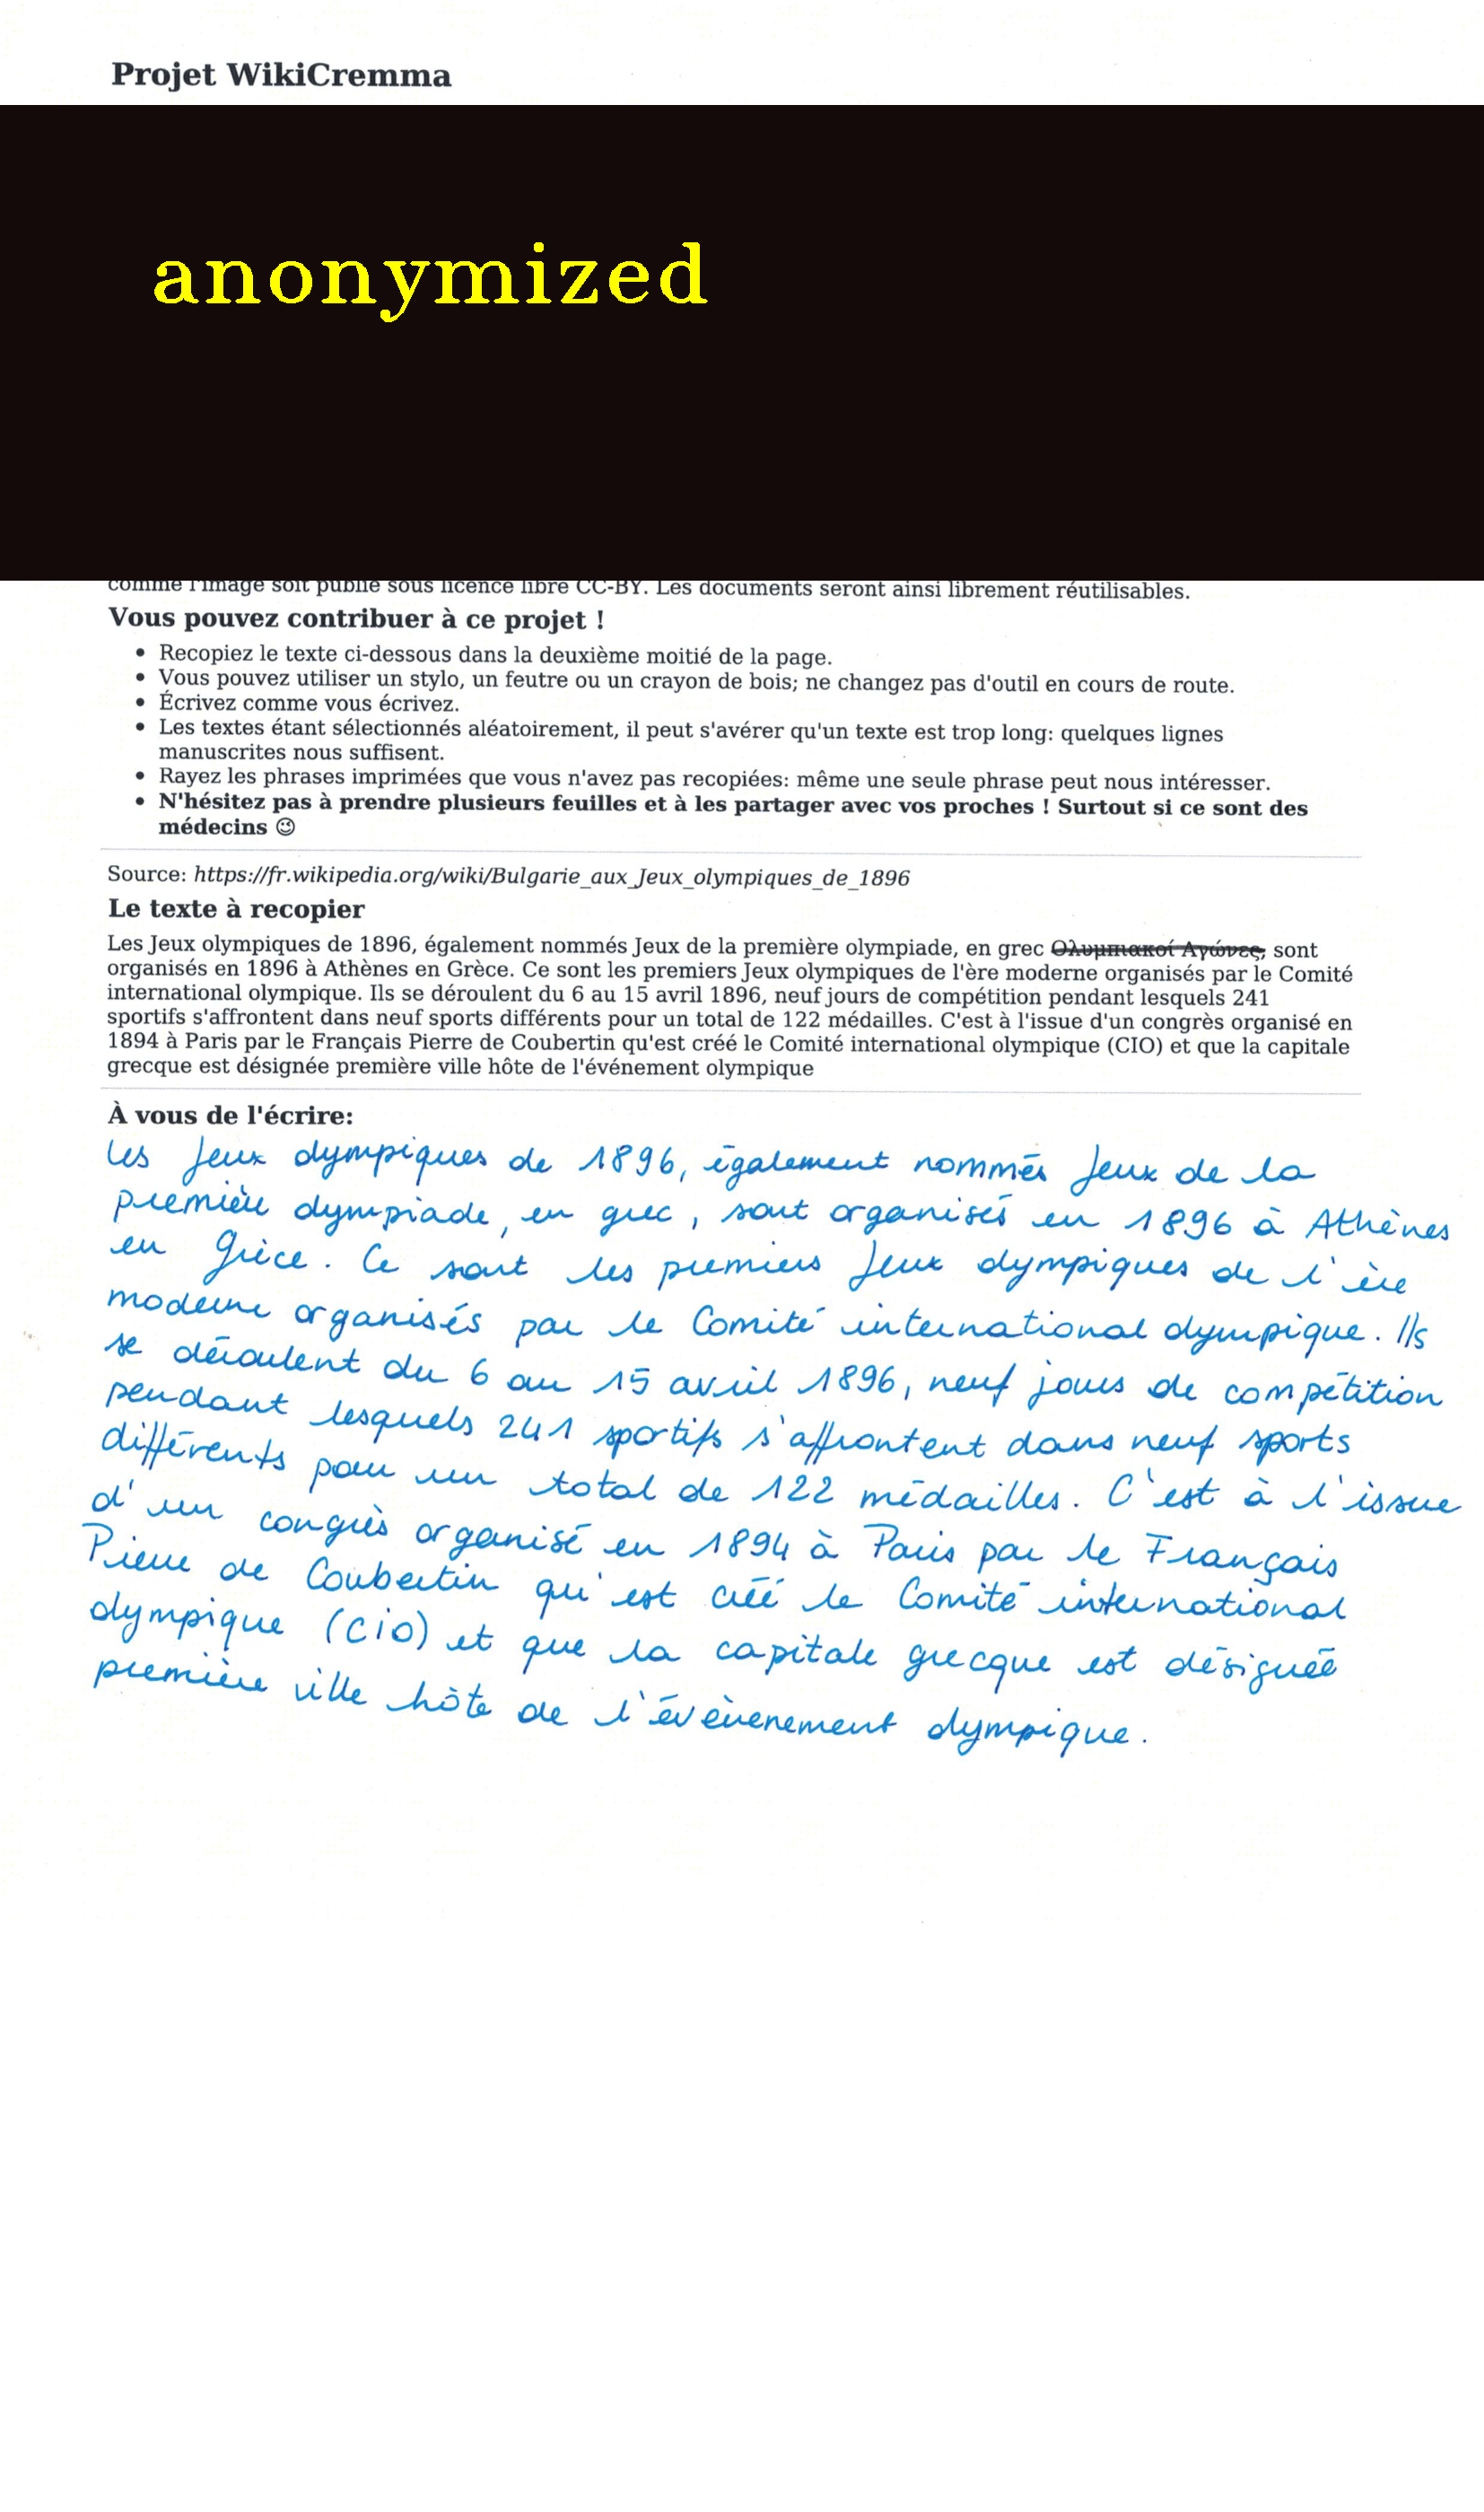 Projet WikiCremma
anonymized
comme l'image soit publié sous licence libre CC-BY. Les documents seront ainsi librement réutilisables.
Vous pouvez contribuer à ce projet !
• Recopiez le texte ci-dessous dans la deuxième moitié de la page.
• Vous pouvez utiliser un stylo, un feutre ou un crayon de bois; ne changez pas d'outil en cours de route.
• Écrivez comme vous écrivez.
• Les textes étant sélectionnés aléatoirement, il peut s'avérer qu'un texte est trop long: quelques lignes
manuscrites nous suffisent.
• Rayez les phrases imprimées que vous n'avez pas recopiées: même une seule phrase peut nous intéresser.
• N'hésitez pas à prendre plusieurs feuilles et à les partager avec vos proches ! Surtout si ce sont des
médecins 😉
Source: https://fr.wikipedia.org/wiki/Bulgarie_aux_Jeux_olympiques_de_1896
Le texte à recopier
Les Jeux olympiques de 1896, également nommés Jeux de la première olympiade, en grec Ολυμπιακοί Αγώνες, sont
organisés en 1896 à Athènes en Grèce. Ce sont les premiers Jeux olympiques de l'ère moderne organisés par le Comité
international olympique. Ils se déroulent du 6 au 15 avril 1896, neuf jours de compétition pendant lesquels 241
sportifs s'affrontent dans neuf sports différents pour un total de 122 médailles. C'est à l'issue d'un congrès organisé en
1894 à Paris par le Français Pierre de Coubertin qu'est créé le Comité international olympique (CIO) et que la capitale
grecque est désignée première ville hôte de l'événement olympique
À vous de l'écrire:
Les Jeux olympiques de 1896, également nommés Jeux de la
première olympiade, en grec, sont organisés en 1896 à Athènes
en Grèce. Ce sont les premiers Jeux olympiques de l'ère
moderne organisés par le Comité international olympique. Ils
se déroulent du 6 au 15 avril 1896, neuf jours de compétition
pendant lesquels 241 sportifs s'affrontent dans neuf sports
différents pour un total de 122 médailles. C'est à l'issue
d'un congrès organisé en 1894 à Paris par le Français
Pierre de Coubertin qu'est créé le Comité international
olympique (CIO) et que la capitale grecque est désignée
première ville hôte de l'évèvenement olympique.